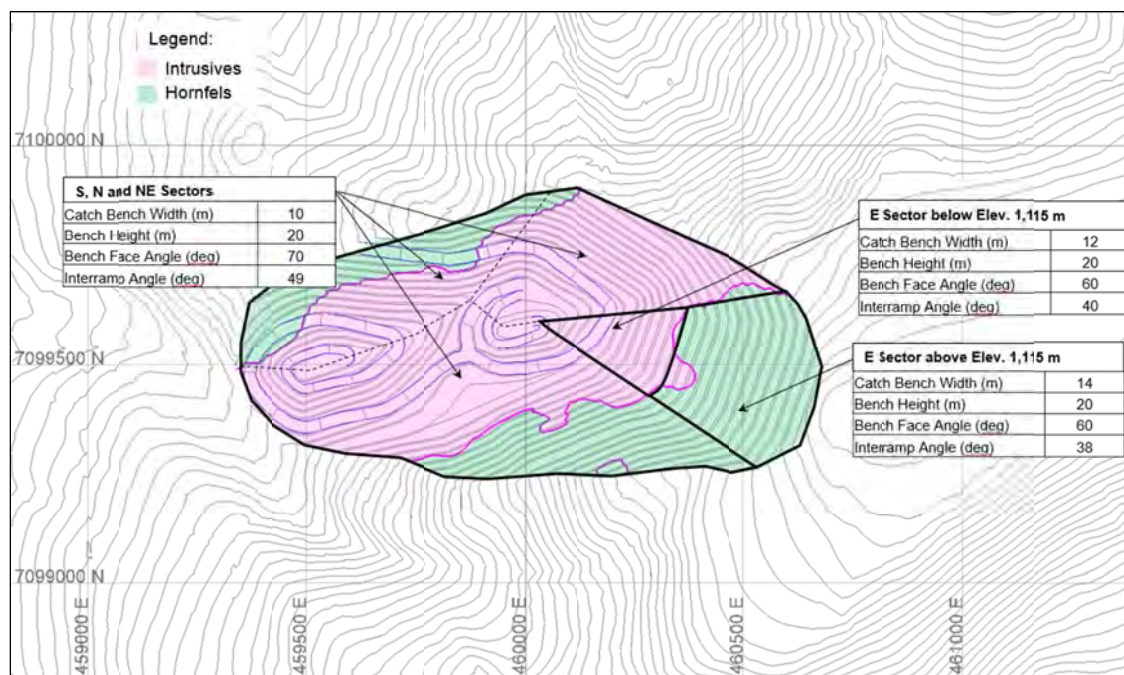 Legend:
Intrusives
Hornfels
7100000 N
S, N and NE Sectors
Catch Bench Width (m) 10
Bench Height (m) 20
Bench Face Angle (deg) 70
Interramp Angle (deg) 49
E Sector below Elev. 1,115 m
Catch Bench Width (m) 12
Bench Height (m) 20
Bench Face Angle (deg) 60
Interramp Angle (deg) 40
7099500 N
E Sector above Elev. 1,115 m
Catch Bench Width (m) 14
Bench Height (m) 20
Bench Face Angle (deg) 60
Interramp Angle (deg) 38
7099000 N
459000 E
459500 E
460000 E
460500 E
461000 E